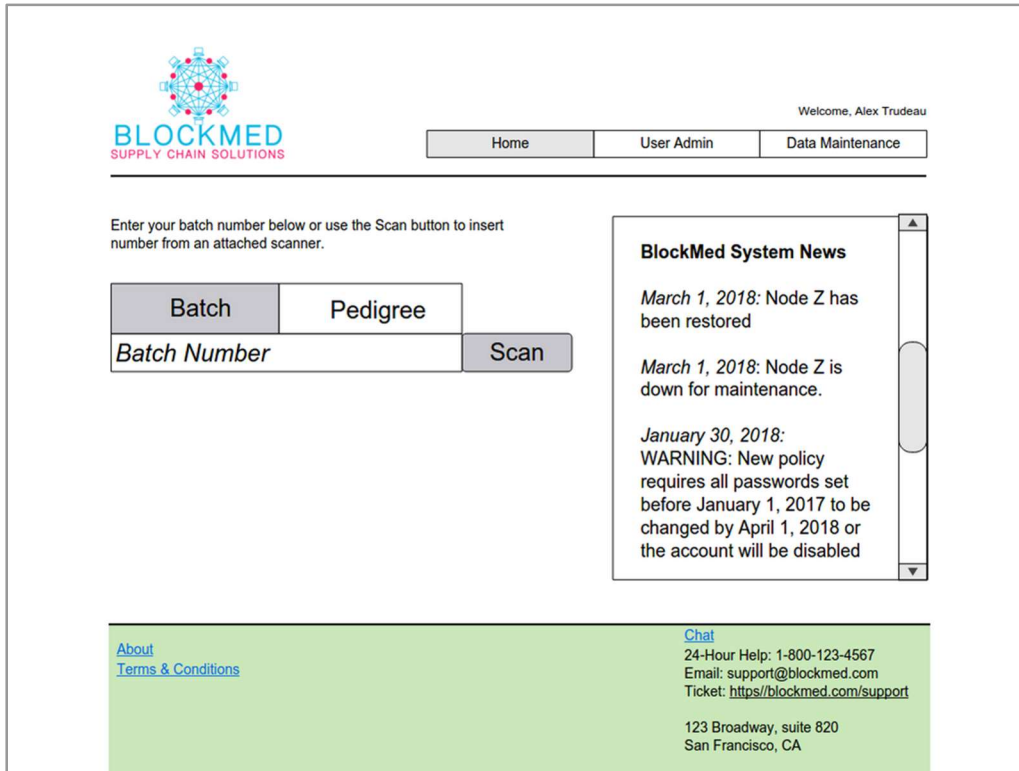 BLOCKMED
SUPPLY CHAIN SOLUTIONS
Welcome, Alex Trudeau
Home
User Admin
Data Maintenance
Enter your batch number below or use the Scan button to insert
number from an attached scanner.
Batch
Pedigree
Batch Number
Scan
BlockMed System News
March 1, 2018: Node Z has
been restored
March 1, 2018: Node Z is
down for maintenance.
January 30, 2018:
WARNING: New policy
requires all passwords set
before January 1, 2017 to be
changed by April 1, 2018 or
the account will be disabled
About
Terms & Conditions
Chat
24-Hour Help: 1-800-123-4567
Email: support@blockmed.com
Ticket: https//blockmed.com/support
123 Broadway, suite 820
San Francisco, CA